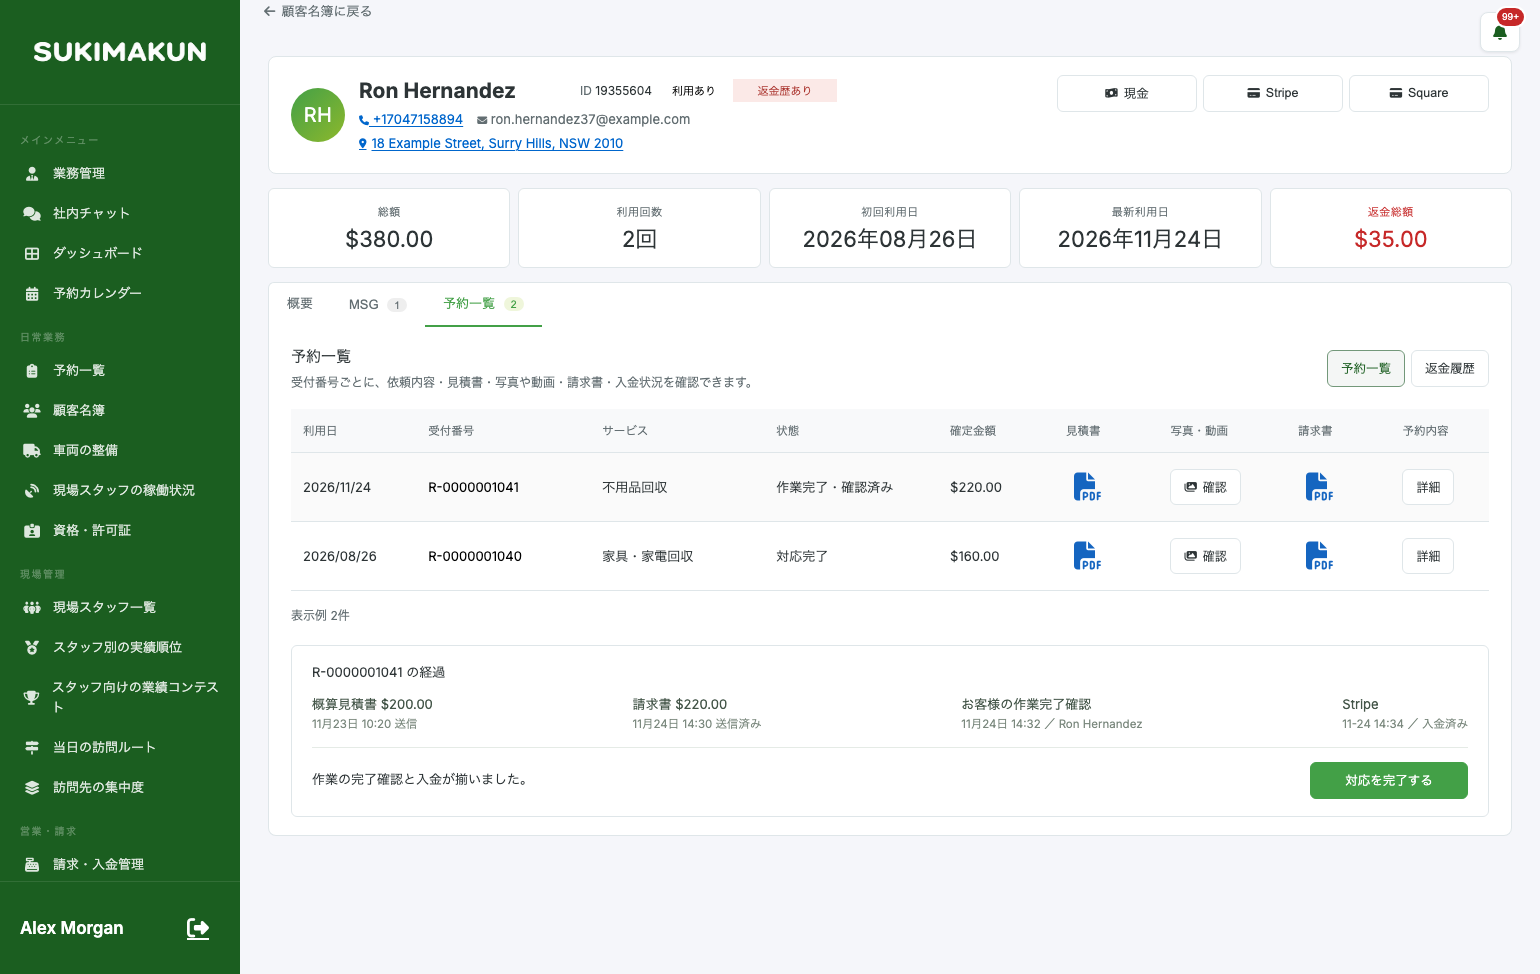 SUKIMAKUN
メインメニュー
業務管理
社内チャット
ダッシュボード
予約カレンダー
日常業務
予約一覧
顧客名簿
車両の整備
現場スタッフの稼働状況
資格・許可証
現場管理
現場スタッフ一覧
スタッフ別の実績順位
スタッフ向けの業績コンテス
ト
当日の訪問ルート
訪問先の集中度
営業・請求
請求・入金管理
Alex Morgan
← 顧客名簿に戻る
99+
RH
Ron Hernandez ID 19355604 利用あり 返金歴あり
+17047158894 ron.hernandez37@example.com
18 Example Street, Surry Hills, NSW 2010
現金 Stripe Square
総額 利用回数 初回利用日 最新利用日 返金総額
$380.00 2回 2026年08月26日 2026年11月24日 $35.00
概要 MSG 1 予約一覧 2
予約一覧
受付番号ごとに、依頼内容・見積書・写真や動画・請求書・入金状況を確認できます。
予約一覧 返金履歴
利用日 受付番号 サービス 状態 確定金額 見積書 写真・動画 請求書 予約内容
2026/11/24 R-0000001041 不用品回収 作業完了・確認済み $220.00 PDF 確認 PDF 詳細
2026/08/26 R-0000001040 家具・家電回収 対応完了 $160.00 PDF 確認 PDF 詳細
表示例 2件
R-0000001041 の経過
概算見積書 $200.00 請求書 $220.00 お客様の作業完了確認 Stripe
11月23日 10:20 送信 11月24日 14:30 送信済み 11月24日 14:32 ／ Ron Hernandez 11-24 14:34 ／ 入金済み
作業の完了確認と入金が揃いました。 対応を完了する